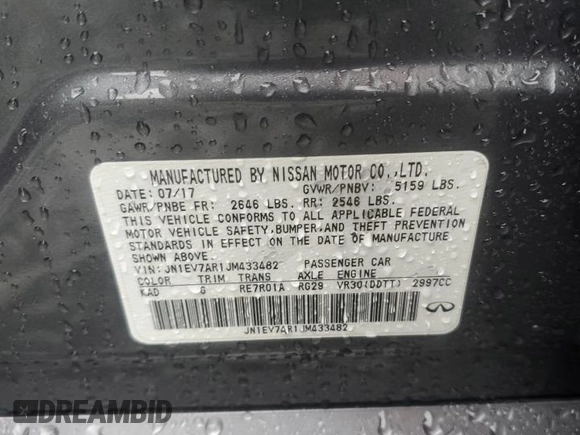 MANUFACTURED BY NISSAN MOTOR CO.,LTD.
DATE: 07/17 GVWR/PNBV: 5159 LBS.
GAWR/PNBE FR: 2646 LBS. RR: 2546 LBS.
THIS VEHICLE CONFORMS TO ALL APPLICABLE FEDERAL
MOTOR VEHICLE SAFETY,BUMPER,AND THEFT PREVENTION
STANDARDS IN EFFECT ON THE DATE OF MANUFACTURE
SHOWN ABOVE.
VIN: JN1EV7AR1JM433482 PASSENGER CAR
COLOR TRIM TRANS AXLE ENGINE
KAD G RE7R01A RG29 VR30(DDTT) 2997CC
JN1EV7AR1JM433482
DREAMBID